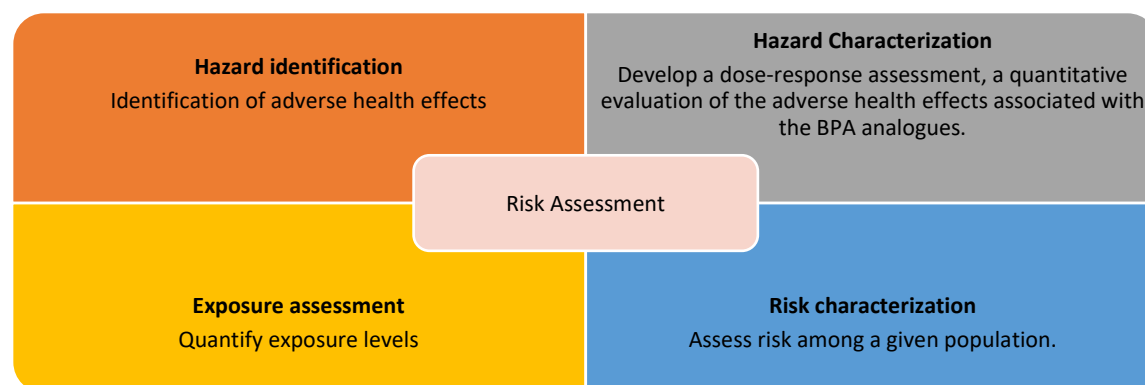 Hazard identification
Identification of adverse health effects
Hazard Characterization
Develop a dose-response assessment, a quantitative
evaluation of the adverse health effects associated with
the BPA analogues.
Risk Assessment
Exposure assessment
Quantify exposure levels
Risk characterization
Assess risk among a given population.